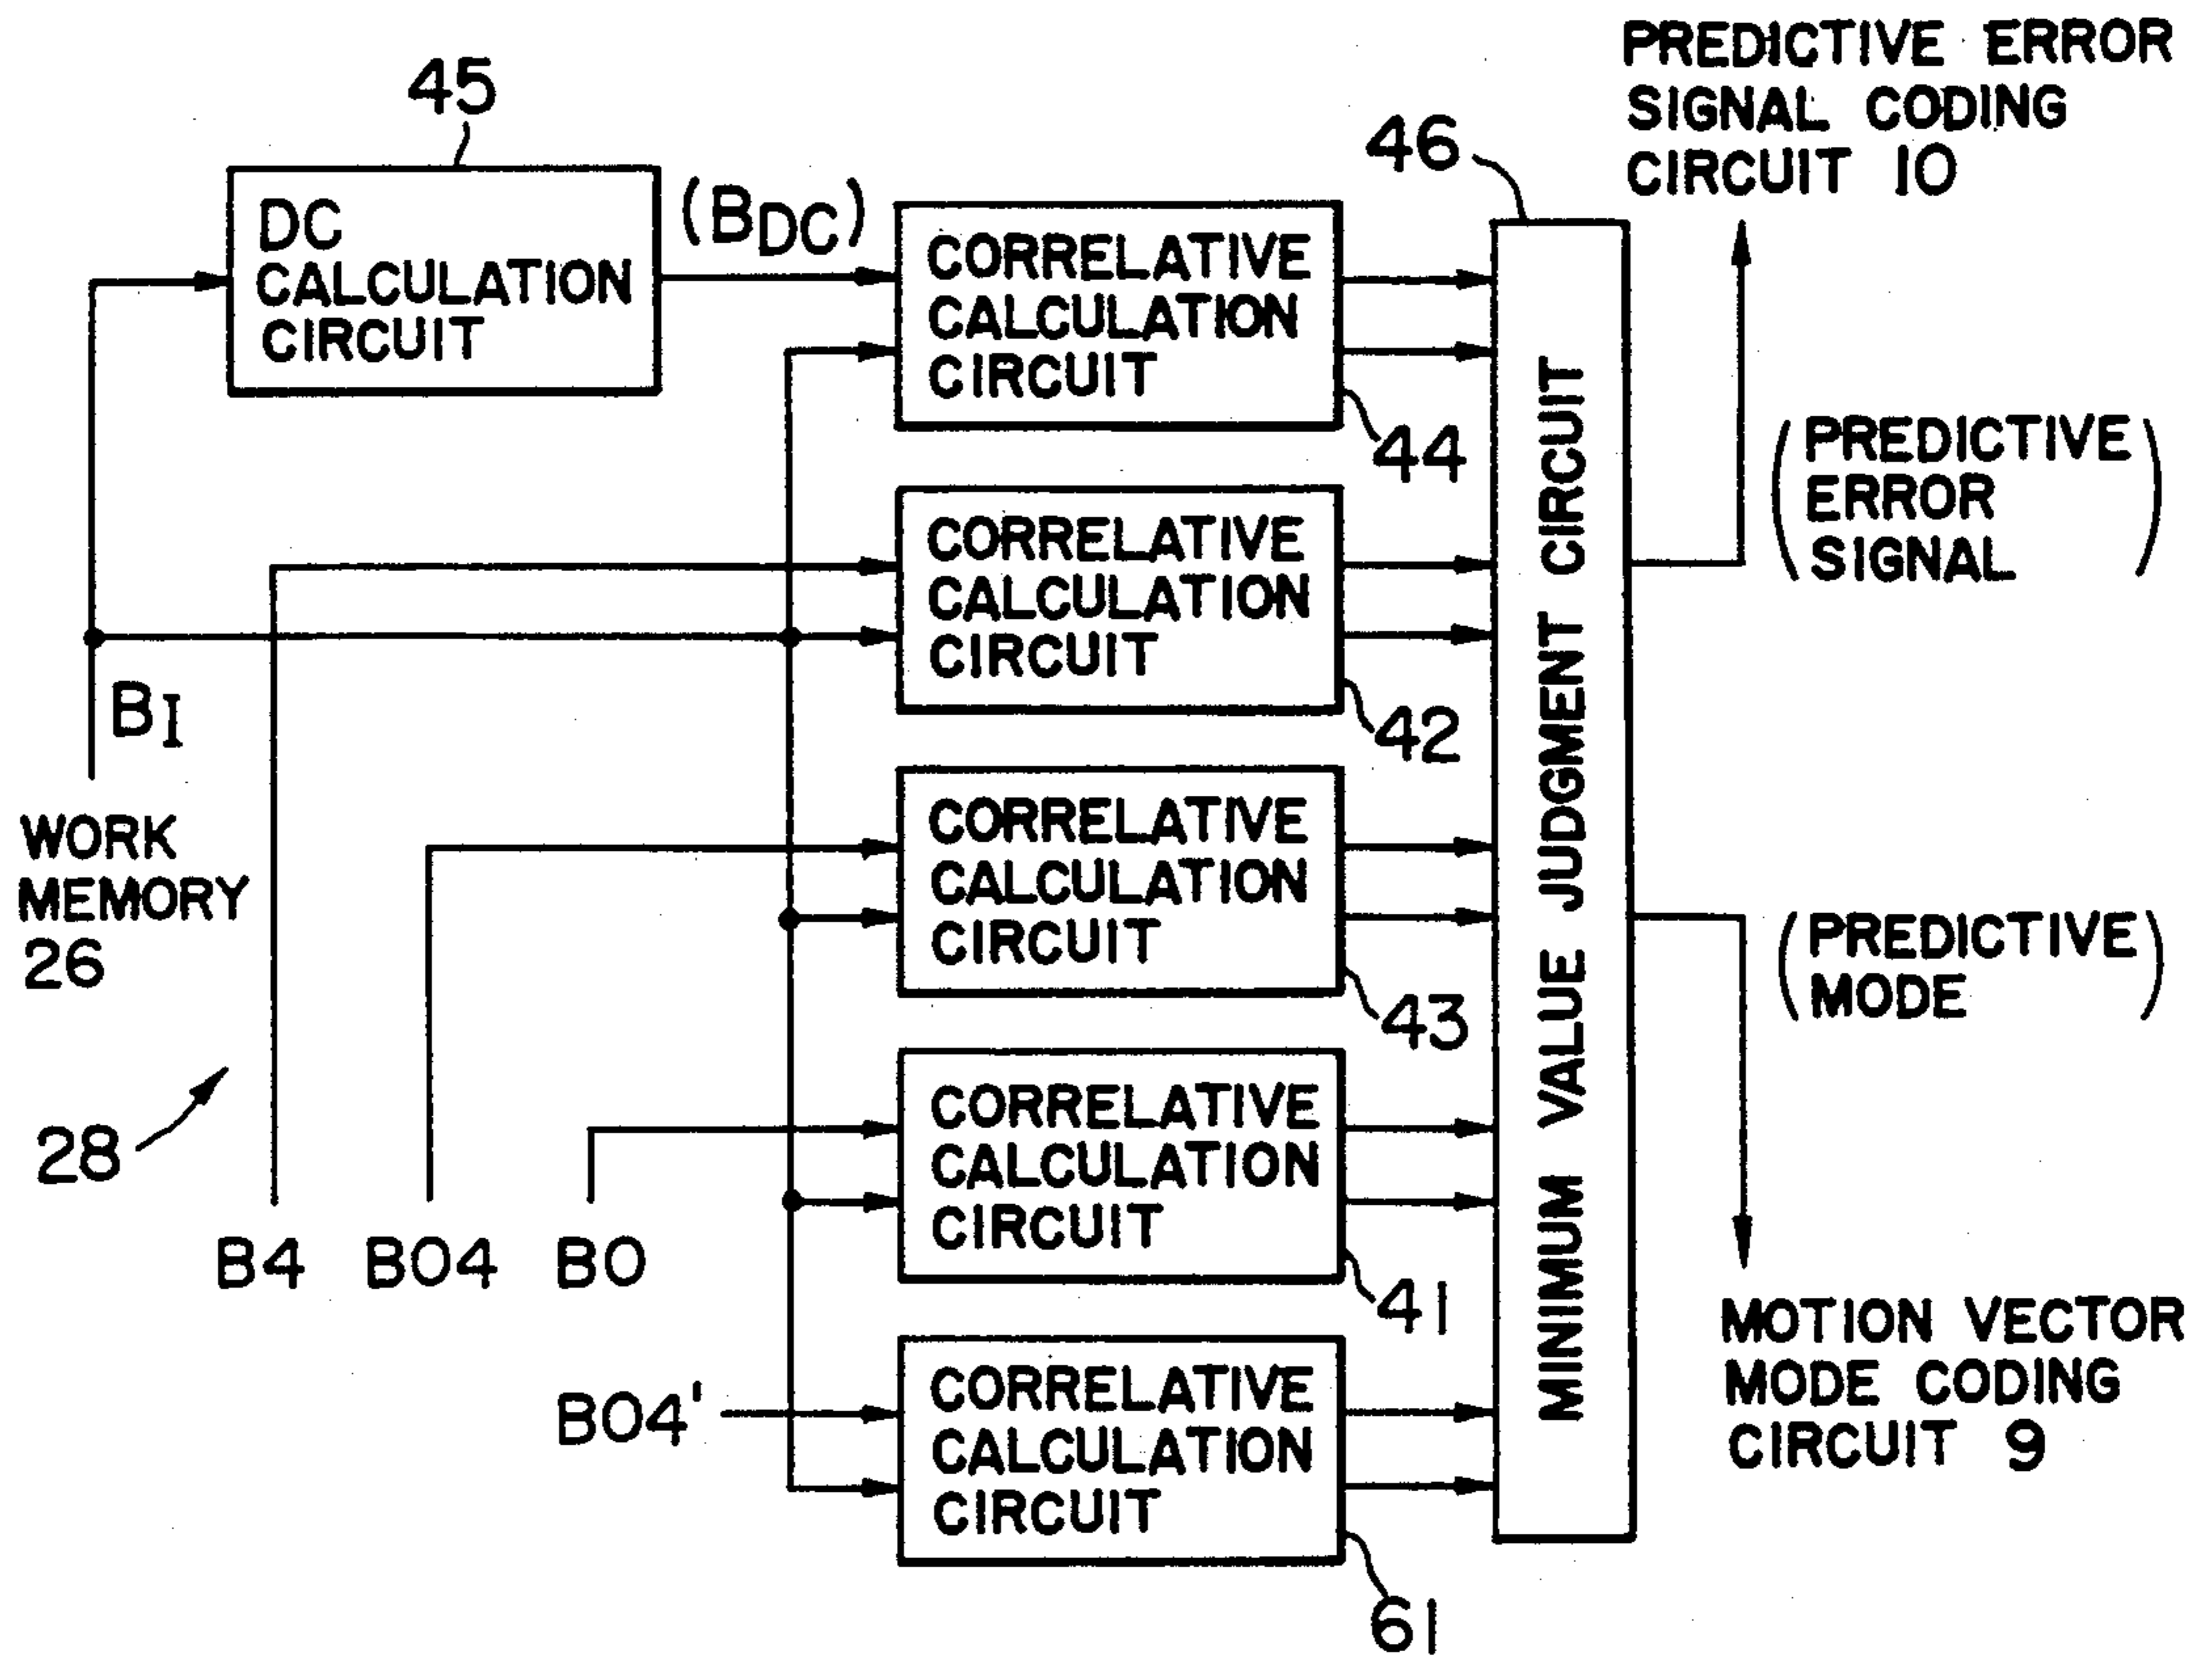 45
DC
CALCULATION
CIRCUIT
(BDC)
CORRELATIVE
CALCULATION
CIRCUIT
44
46
PREDICTIVE ERROR
SIGNAL CODING
CIRCUIT 10
CORRELATIVE
CALCULATION
CIRCUIT
42
(PREDICTIVE
ERROR
SIGNAL)
BI
WORK
MEMORY
26
CORRELATIVE
CALCULATION
CIRCUIT
43
MINIMUM VALUE JUDGMENT CIRCUIT
(PREDICTIVE
MODE)
28
B4
B04
B0
CORRELATIVE
CALCULATION
CIRCUIT
41
B04'
CORRELATIVE
CALCULATION
CIRCUIT
61
MOTION VECTOR
MODE CODING
CIRCUIT 9